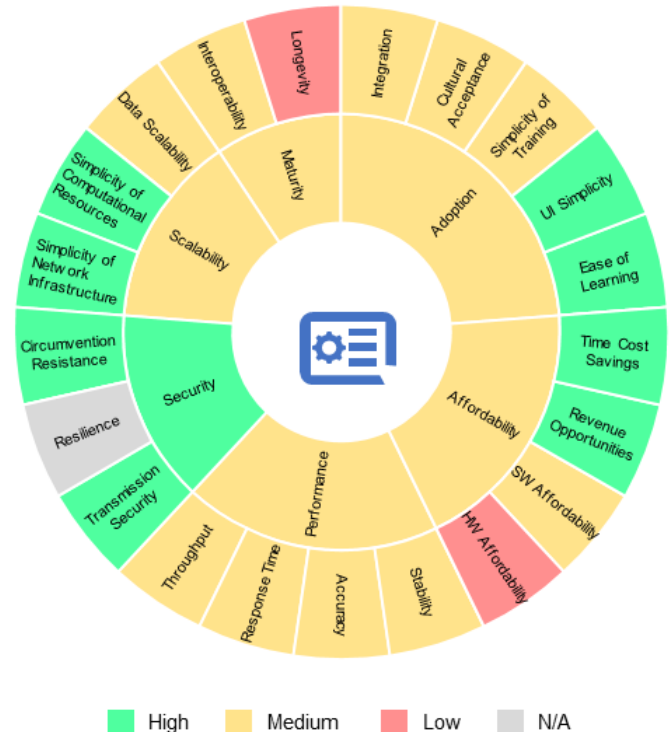 Integration
Cultural
Acceptance
Simplicity of
Training
UI Simplicity
Ease of
Learning
Time Cost
Savings
Revenue
Opportunities
SW Affordability
HW Affordability
Stability
Accuracy
Response Time
Throughput
Transmission
Security
Resilience
Circumvention
Resistance
Simplicity of
Network
Infrastructure
Simplicity of
Computational
Resources
Data Scalability
Interoperability
Longevity
Adoption
Affordability
Performance
Security
Scalability
Maturity
High
Medium
Low
N/A